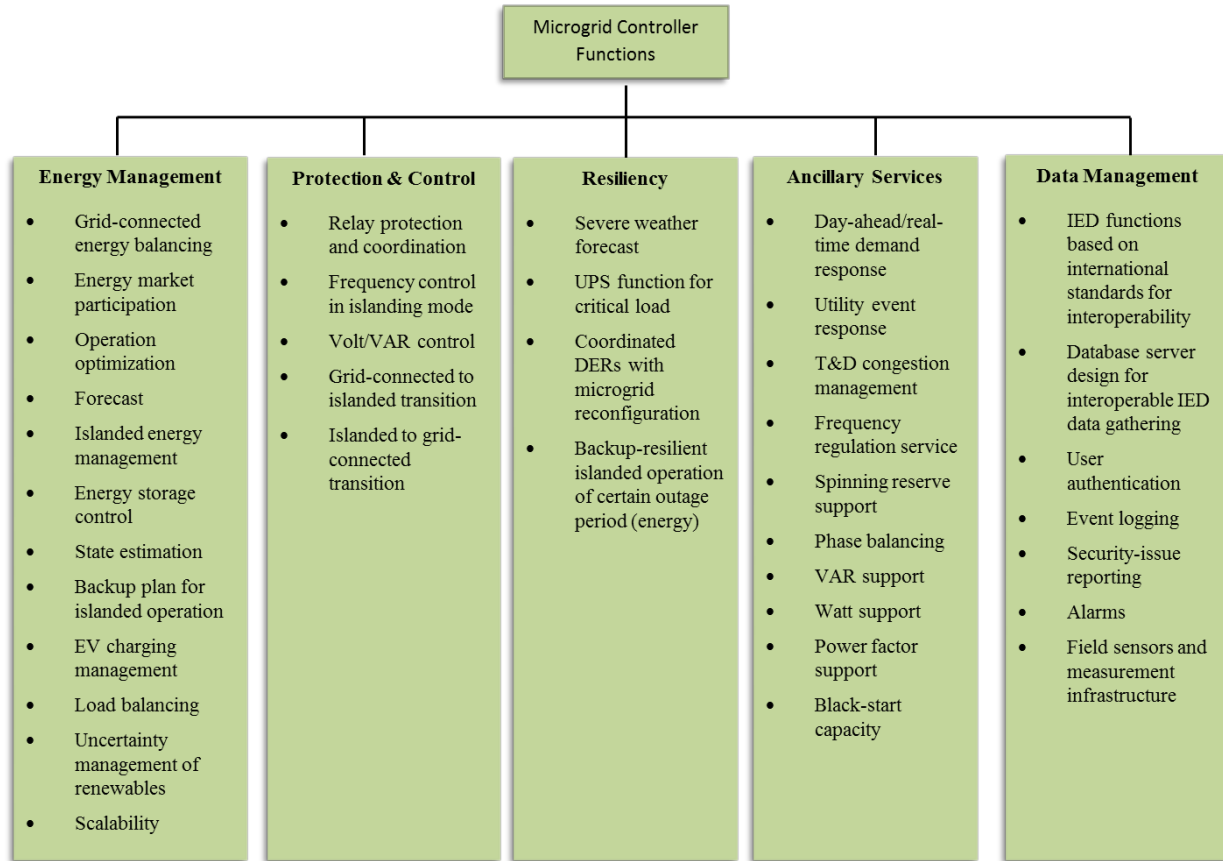 Microgrid Controller
Functions
Energy Management
• Grid-connected
energy balancing
• Energy market
participation
• Operation
optimization
• Forecast
• Islanded energy
management
• Energy storage
control
• State estimation
• Backup plan for
islanded operation
• EV charging
management
• Load balancing
• Uncertainty
management of
renewables
• Scalability
Protection & Control
• Relay protection
and coordination
• Frequency control
in islanding mode
• Volt/VAR control
• Grid-connected to
islanded transition
• Islanded to grid-
connected
transition
Resiliency
• Severe weather
forecast
• UPS function for
critical load
• Coordinated
DERs with
microgrid
reconfiguration
• Backup-resilient
islanded operation
of certain outage
period (energy)
Ancillary Services
• Day-ahead/real-
time demand
response
• Utility event
response
• T&D congestion
management
• Frequency
regulation service
• Spinning reserve
support
• Phase balancing
• VAR support
• Watt support
• Power factor
support
• Black-start
capacity
Data Management
• IED functions
based on
international
standards for
interoperability
• Database server
design for
interoperable IED
data gathering
• User
authentication
• Event logging
• Security-issue
reporting
• Alarms
• Field sensors and
measurement
infrastructure